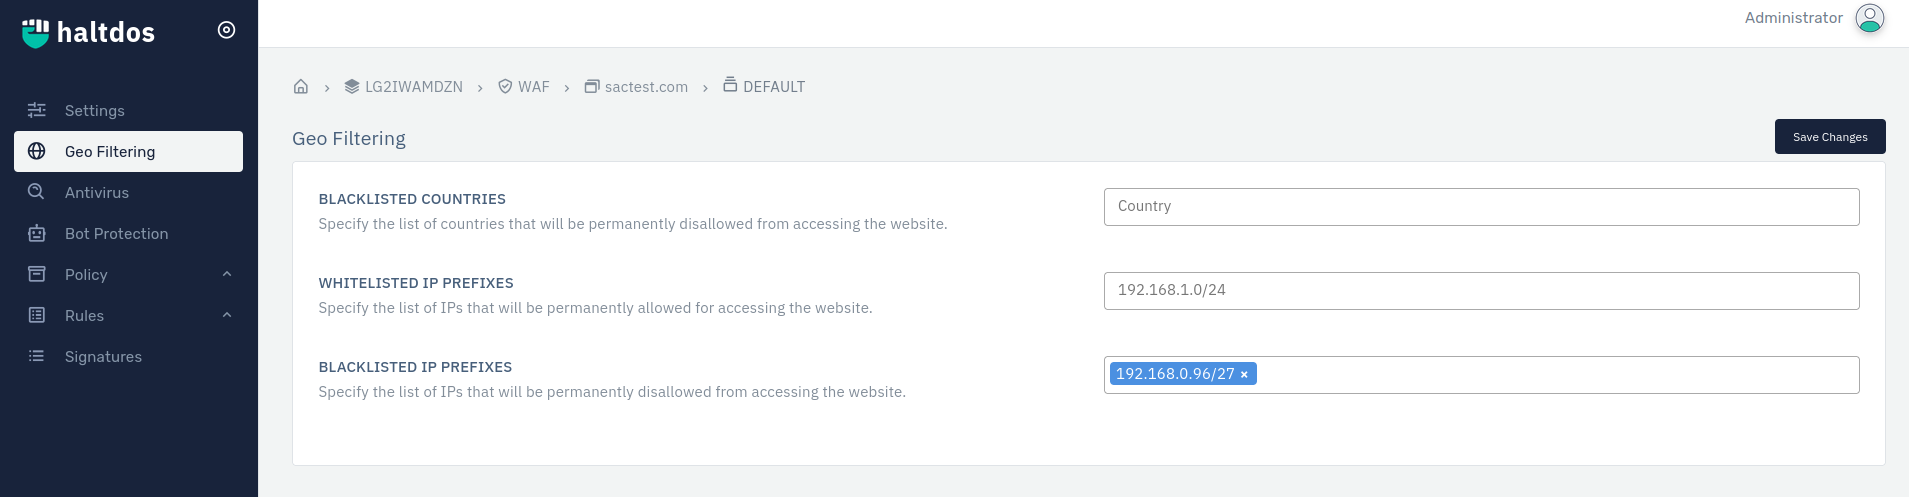 haltdos
Administrator
Settings
Geo Filtering
Antivirus
Bot Protection
Policy
Rules
Signatures
LG2IWAMDZN > WAF > sactest.com > DEFAULT
Geo Filtering
Save Changes
BLACKLISTED COUNTRIES
Specify the list of countries that will be permanently disallowed from accessing the website.
Country
WHITELISTED IP PREFIXES
Specify the list of IPs that will be permanently allowed for accessing the website.
192.168.1.0/24
BLACKLISTED IP PREFIXES
Specify the list of IPs that will be permanently disallowed from accessing the website.
192.168.0.96/27 ×